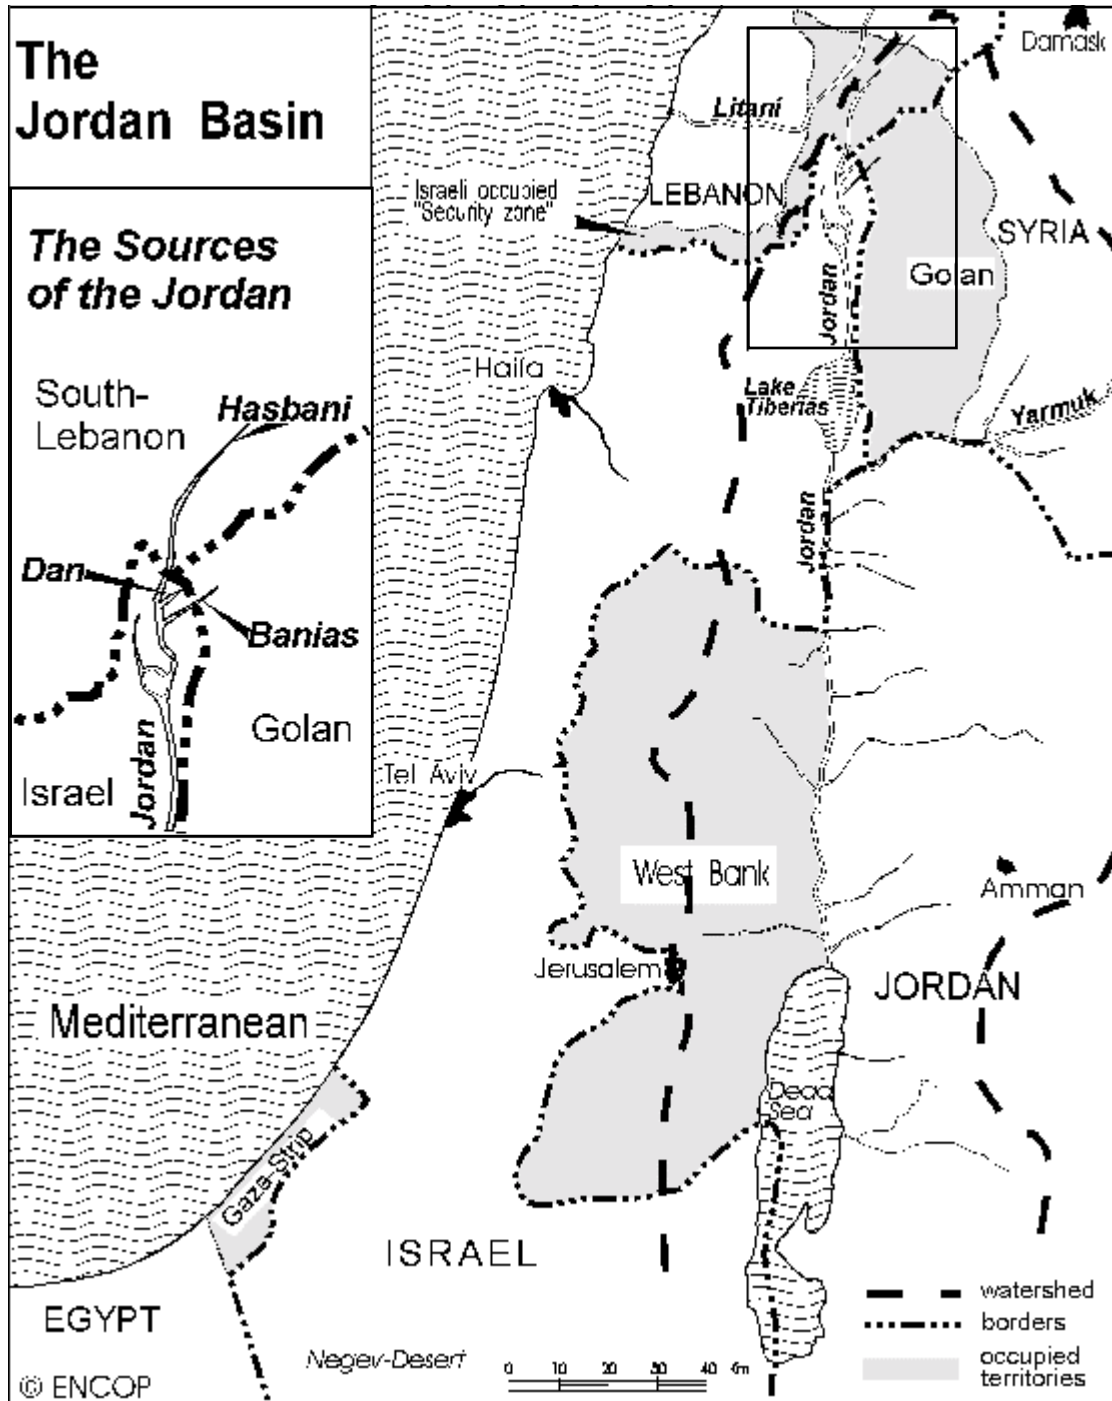 The
Jordan Basin
The Sources
of the Jordan
South-
Lebanon
Hasbani
Dan
Banias
Golan
Jordan
Israel
Damask
Litani
Israeli occupied
"Security zone"
LEBANON
SYRIA
Golan
Jordan
Haifa
Lake
Tiberias
Yarmuk
Jordan
Tel Aviv
West Bank
Amman
Jerusalem
JORDAN
Mediterranean
Dead
Sea
Gaza-Strip
ISRAEL
EGYPT
Negev-Desert
© ENCOP
0 10 20 30 40 km
watershed
borders
occupied
territories